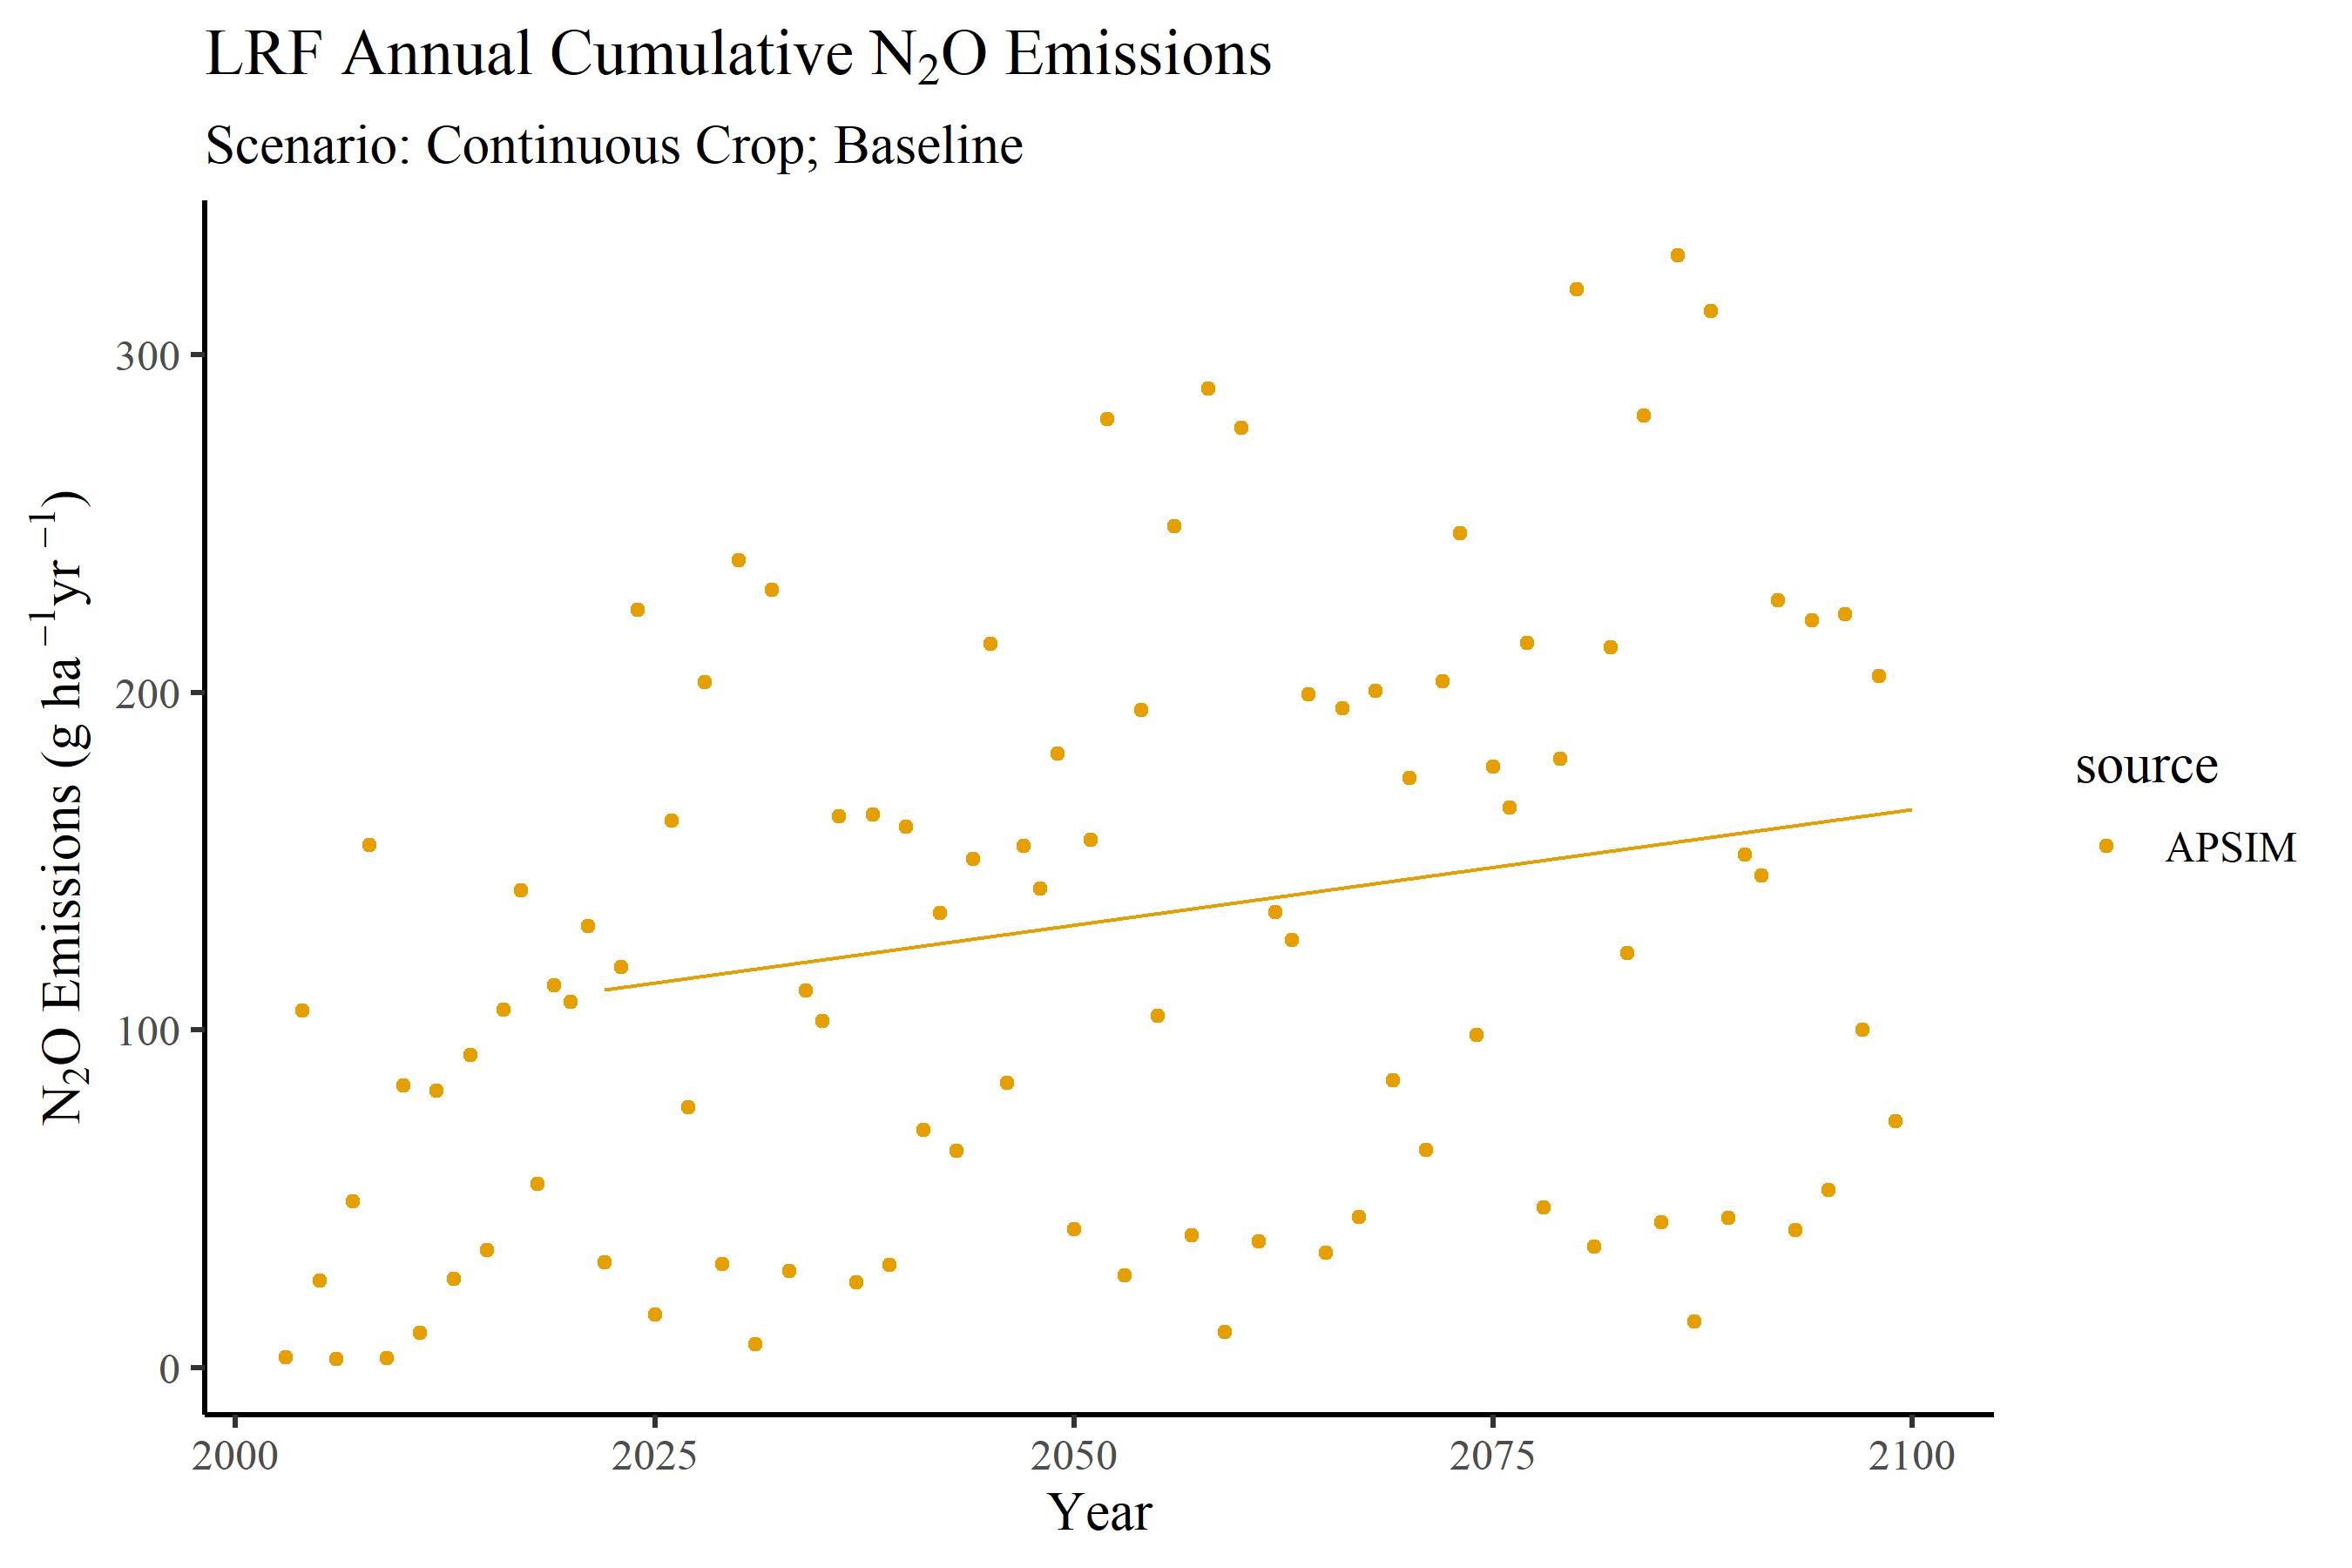 LRF Annual Cumulative N₂O Emissions
Scenario: Continuous Crop; Baseline
N₂O Emissions (g ha⁻¹yr⁻¹)
300
200
100
0
2000 2025 2050 2075 2100
Year
source
APSIM